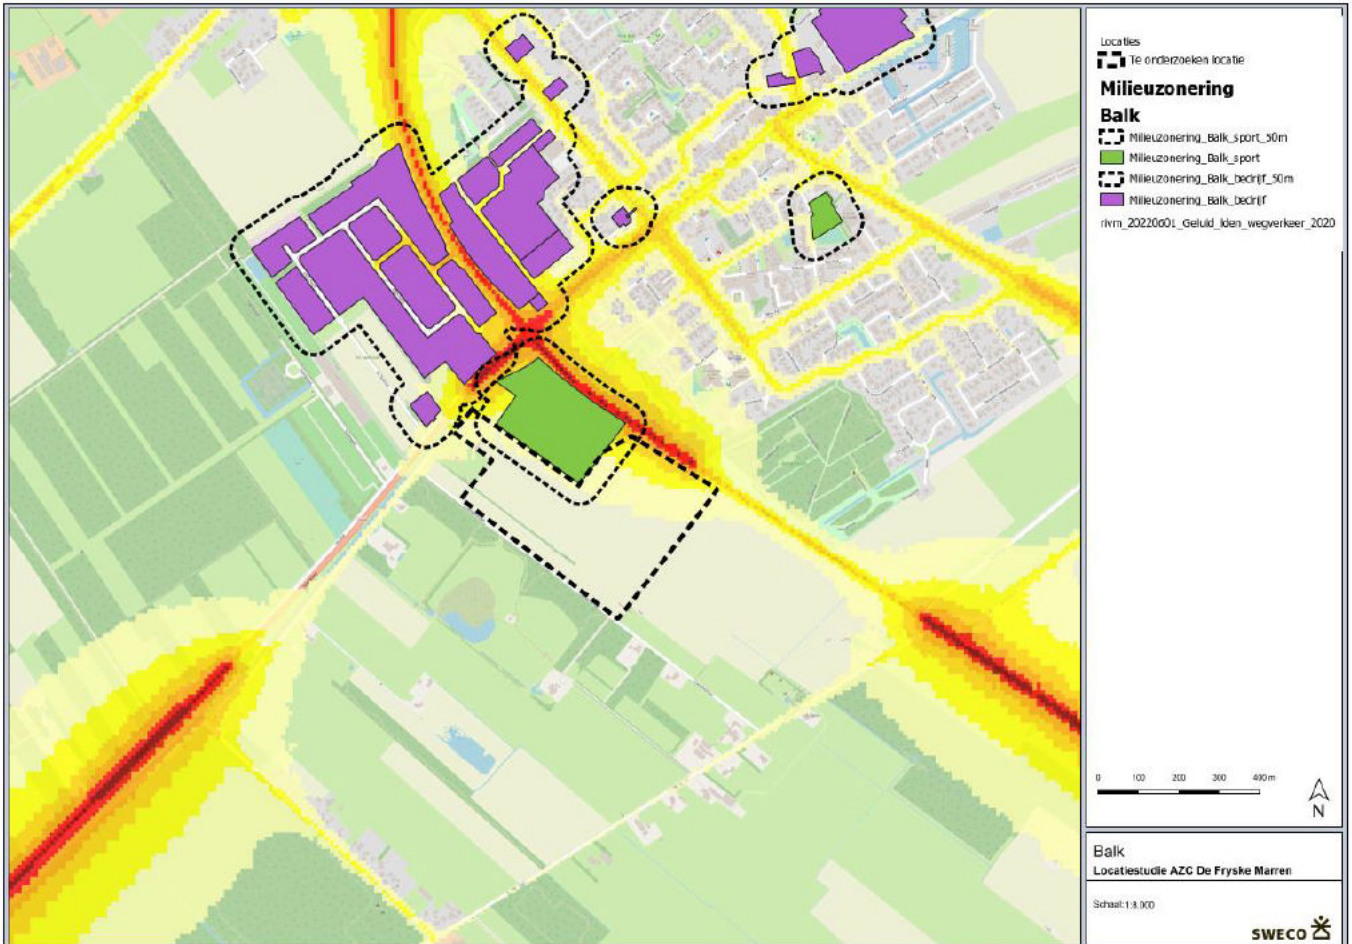 Locaties
Te onderzoeken locatie
Milieuzonering
Balk
Milieuzonering_Balk_sport_50m
Milieuzonering_Balk_sport
Milieuzonering_Balk_bedrijf_50m
Milieuzonering_Balk_bedrijf
rivm_20220601_Geluid_lden_wegverkeer_2020
0 100 200 300 400 m
N
Balk
Locatiestudie AZC De Fryske Marren
Schaal: 1:8.000
SWECO